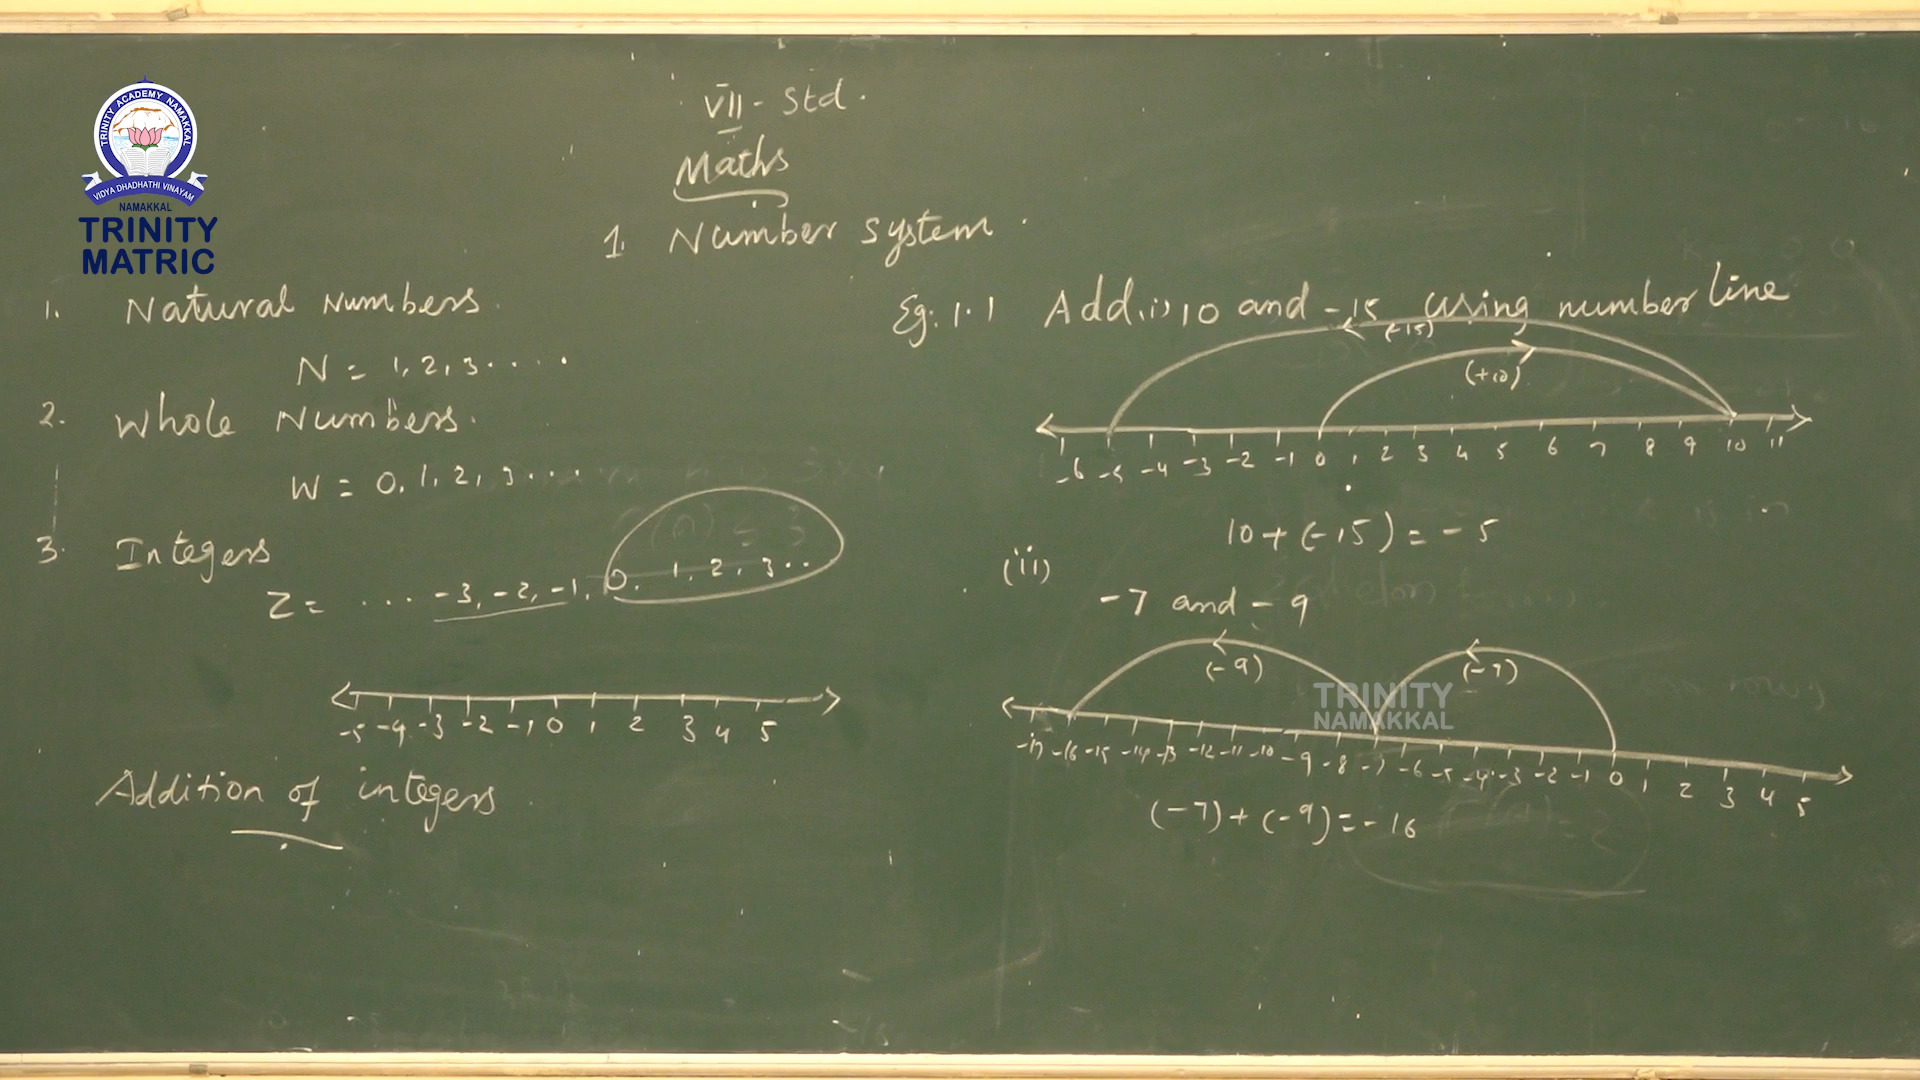 TRINITY ACADEMY NAMAKKAL
VIDYA DHADHATHI VINAYAM
NAMAKKAL
TRINITY
MATRIC
VII - Std.
Maths
1. Number System
1. Natural Numbers
N = 1, 2, 3 .....
2. Whole Numbers.
W = 0, 1, 2, 3 ...
3. Integers
Z = ... -3, -2, -1, 0, 1, 2, 3 ..
-5 -4 -3 -2 -1 0 1 2 3 4 5
Addition of integers
Eg: 1.1 Add i) 10 and -15 using number line
(-15)
(+10)
-6 -5 -4 -3 -2 -1 0 1 2 3 4 5 6 7 8 9 10 11
10 + (-15) = -5
(ii)
-7 and -9
(-9) (-7)
TRINITY
NAMAKKAL
-17 -16 -15 -14 -13 -12 -11 -10 -9 -8 -7 -6 -5 -4 -3 -2 -1 0 1 2 3 4 5
(-7) + (-9) = -16